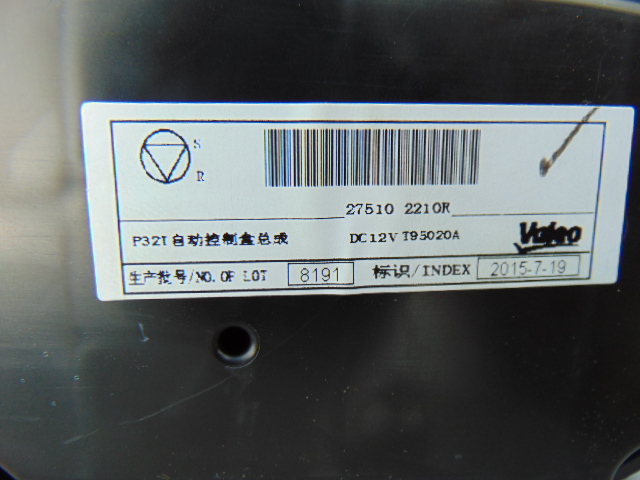 S
R
27510 2210R
P32I自动控制盒总成 DC12V T95020A Valeo
生产批号/NO.OF LOT 8191 标识/INDEX 2015-7-19